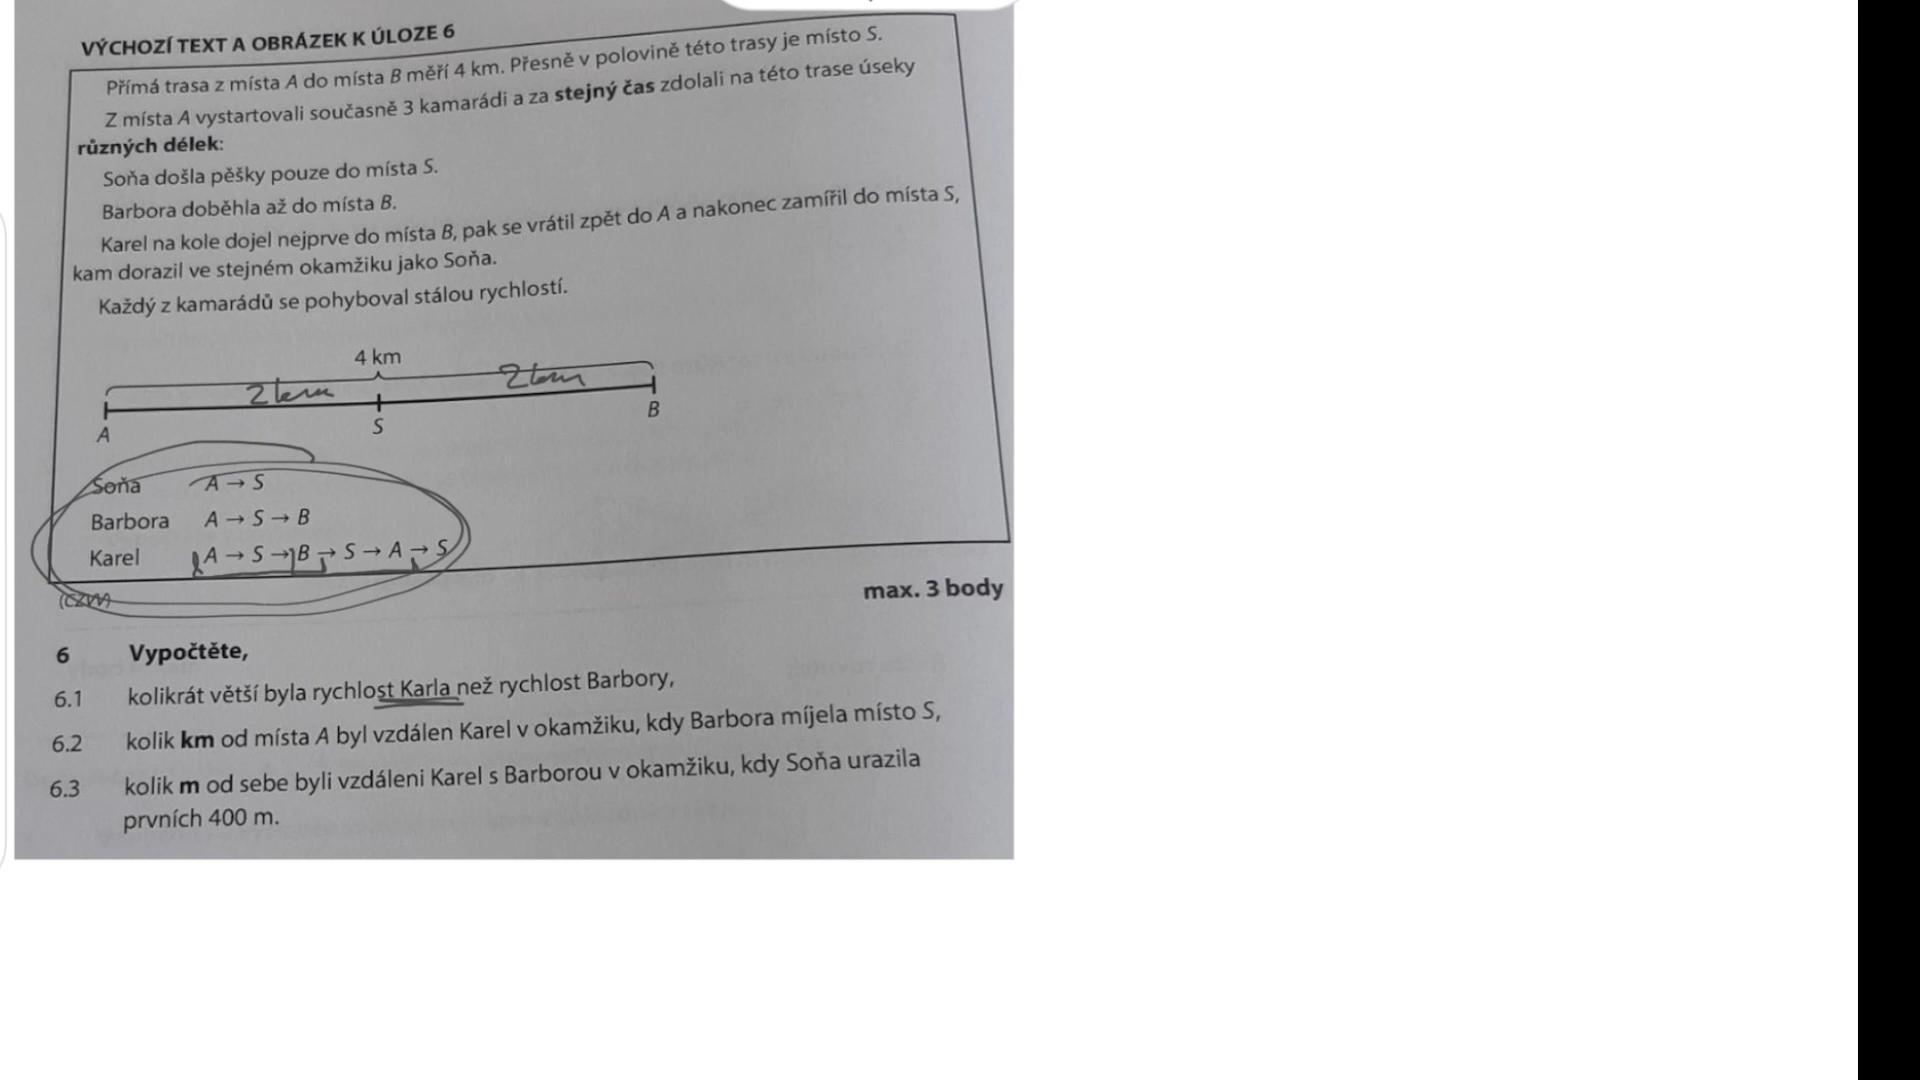 VÝCHOZÍ TEXT A OBRÁZEK K ÚLOZE 6
Přímá trasa z místa A do místa B měří 4 km. Přesně v polovině této trasy je místo S.
Z místa A vystartovali současně 3 kamarádi a za stejný čas zdolali na této trase úseky
různých délek:
Soňa došla pěšky pouze do místa S.
Barbora doběhla až do místa B.
Karel na kole dojel nejprve do místa B, pak se vrátil zpět do A a nakonec zamířil do místa S,
kam dorazil ve stejném okamžiku jako Soňa.
Každý z kamarádů se pohyboval stálou rychlostí.
4 km
2 km 2 km
A S B
Soňa A → S
Barbora A → S → B
Karel A → S → B → S → A → S
(CZVV)
max. 3 body
6 Vypočtěte,
6.1 kolikrát větší byla rychlost Karla než rychlost Barbory,
6.2 kolik km od místa A byl vzdálen Karel v okamžiku, kdy Barbora míjela místo S,
6.3 kolik m od sebe byli vzdáleni Karel s Barborou v okamžiku, kdy Soňa urazila
prvních 400 m.